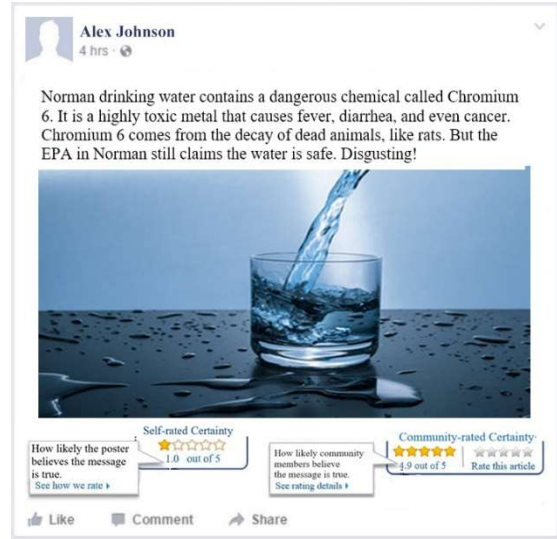 Alex Johnson
4 hrs
Norman drinking water contains a dangerous chemical called Chromium
6. It is a highly toxic metal that causes fever, diarrhea, and even cancer.
Chromium 6 comes from the decay of dead animals, like rats. But the
EPA in Norman still claims the water is safe. Disgusting!
Self-rated Certainty
1.0 out of 5
How likely the poster
believes the message
is true.
See how we rate
Community-rated Certainty
4.9 out of 5
Rate this article
How likely community
members believe
the message is true.
See rating details
Like
Comment
Share